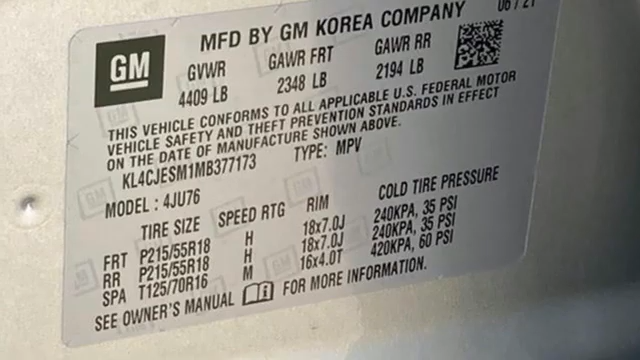 06/21
GM
MFD BY GM KOREA COMPANY
GVWR GAWR FRT GAWR RR
4409 LB 2348 LB 2194 LB
THIS VEHICLE CONFORMS TO ALL APPLICABLE U.S. FEDERAL MOTOR
VEHICLE SAFETY AND THEFT PREVENTION STANDARDS IN EFFECT
ON THE DATE OF MANUFACTURE SHOWN ABOVE.
KL4CJESM1MB377173 TYPE: MPV
MODEL: 4JU76
TIRE SIZE SPEED RTG RIM COLD TIRE PRESSURE
FRT P215/55R18 H 18x7.0J 240KPA, 35 PSI
RR P215/55R18 H 18x7.0J 240KPA, 35 PSI
SPA T125/70R16 M 16x4.0T 420KPA, 60 PSI
SEE OWNER'S MANUAL FOR MORE INFORMATION.